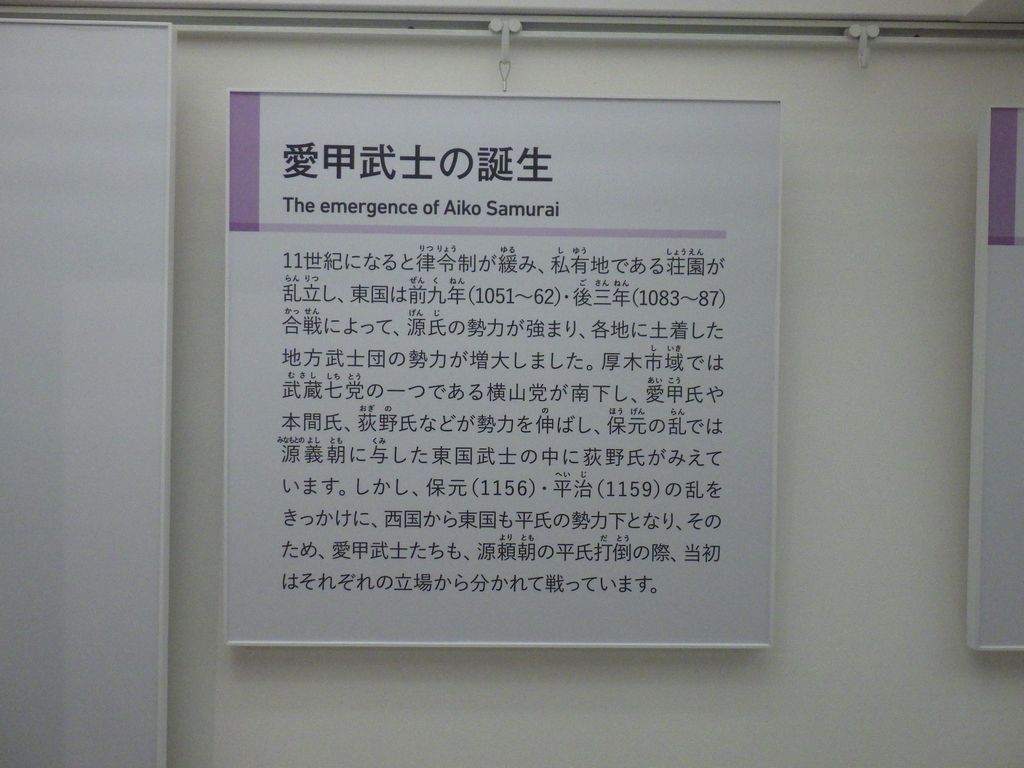 愛甲武士の誕生
The emergence of Aiko Samurai
11世紀になると律令制が緩み、私有地である荘園が
乱立し、東国は前九年(1051～62)・後三年(1083～87)
合戦によって、源氏の勢力が強まり、各地に土着した
地方武士団の勢力が増大しました。厚木市域では
武蔵七党の一つである横山党が南下し、愛甲氏や
本間氏、荻野氏などが勢力を伸ばし、保元の乱では
源義朝に与した東国武士の中に荻野氏がみえて
います。しかし、保元(1156)・平治(1159)の乱を
きっかけに、西国から東国も平氏の勢力下となり、その
ため、愛甲武士たちも、源頼朝の平氏打倒の際、当初
はそれぞれの立場から分かれて戦っています。